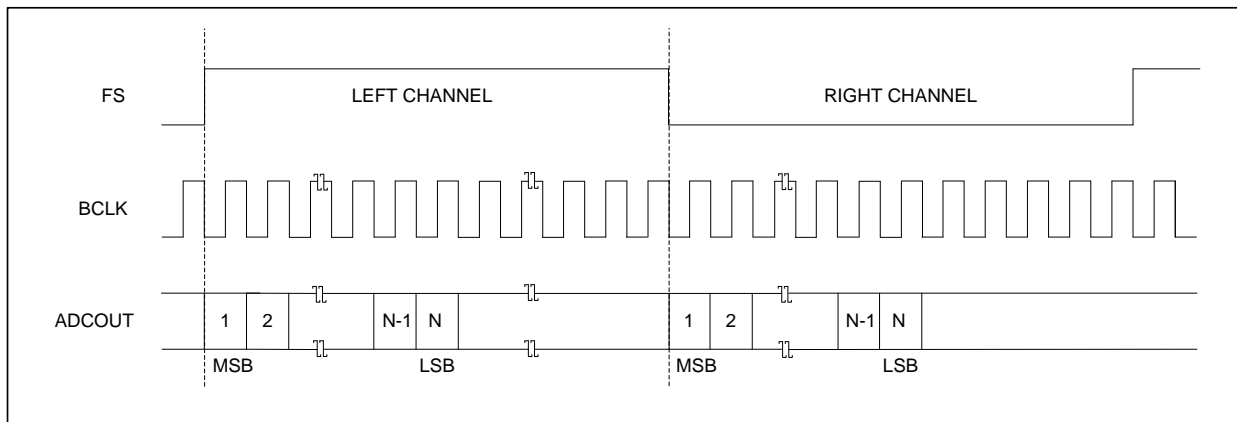 FS
LEFT CHANNEL
RIGHT CHANNEL
BCLK
ADCOUT
1 2 N-1 N 1 2 N-1 N
MSB LSB MSB LSB